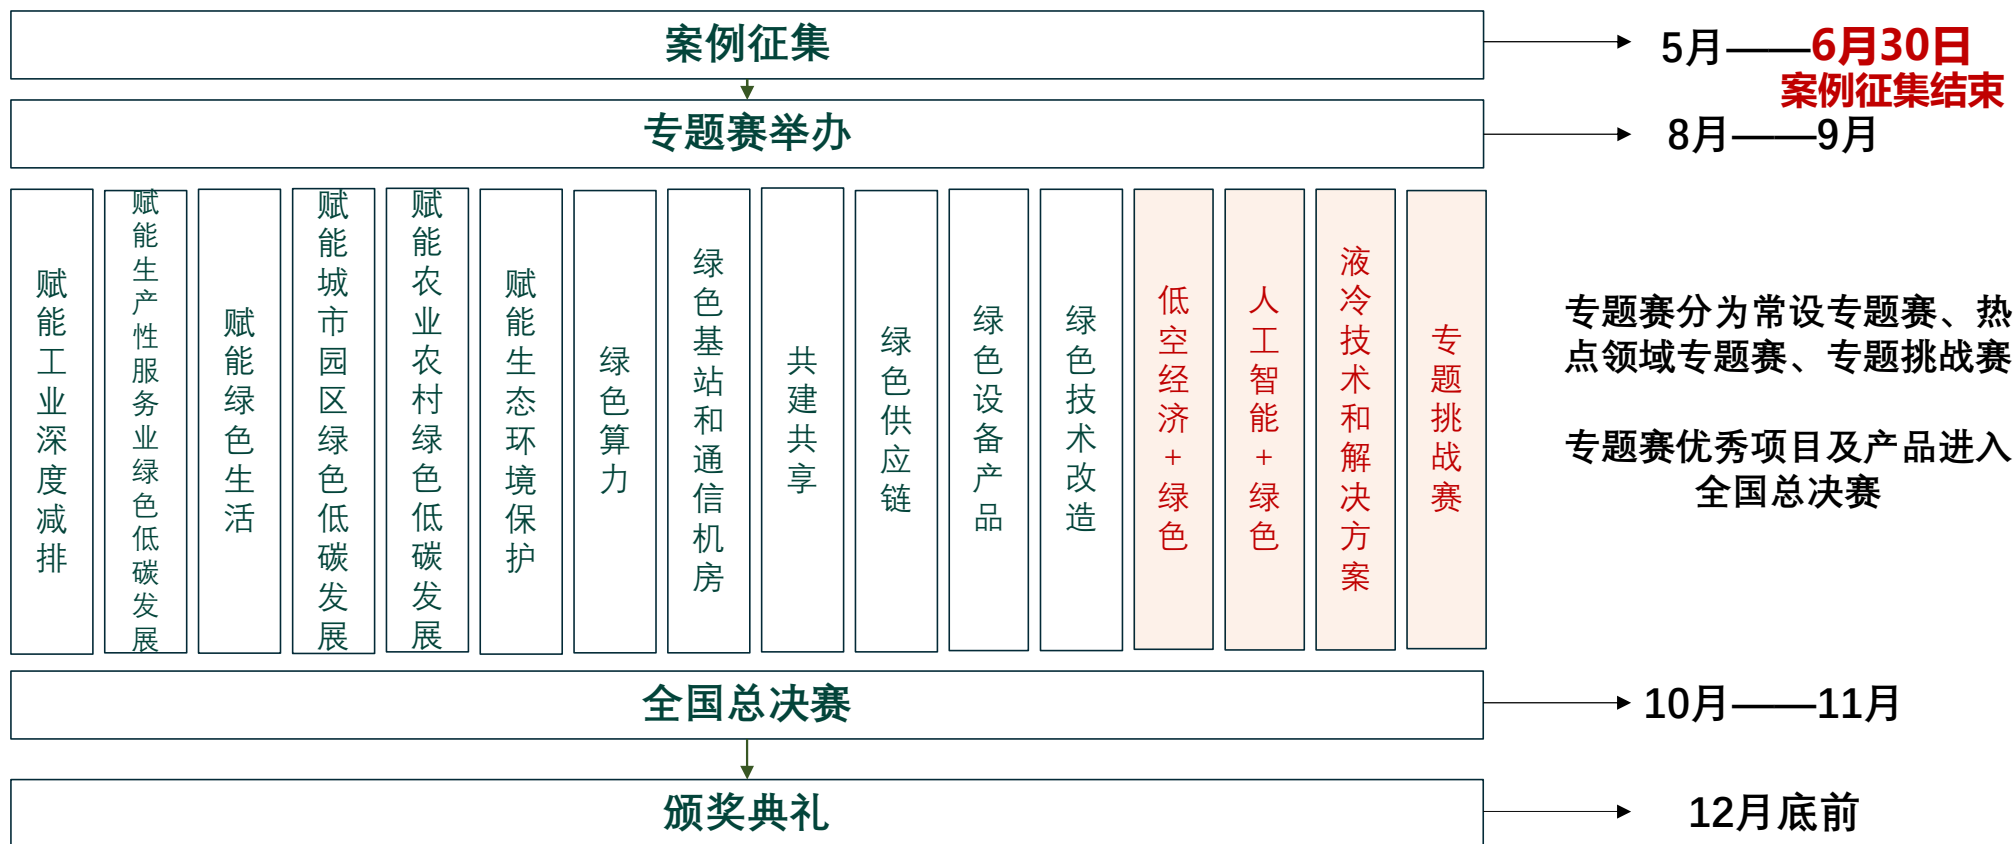 案例征集
5月——6月30日
案例征集结束
专题赛举办
8月——9月
赋能工业深度减排
赋能生产性服务业绿色低碳发展
赋能绿色生活
赋能城市园区绿色低碳发展
赋能农业农村绿色低碳发展
赋能生态环境保护
绿色算力
绿色基站和通信机房
共建共享
绿色供应链
绿色设备产品
绿色技术改造
低空经济+绿色
人工智能+绿色
液冷技术和解决方案
专题挑战赛
专题赛分为常设专题赛、热
点领域专题赛、专题挑战赛
专题赛优秀项目及产品进入
全国总决赛
全国总决赛
10月——11月
颁奖典礼
12月底前